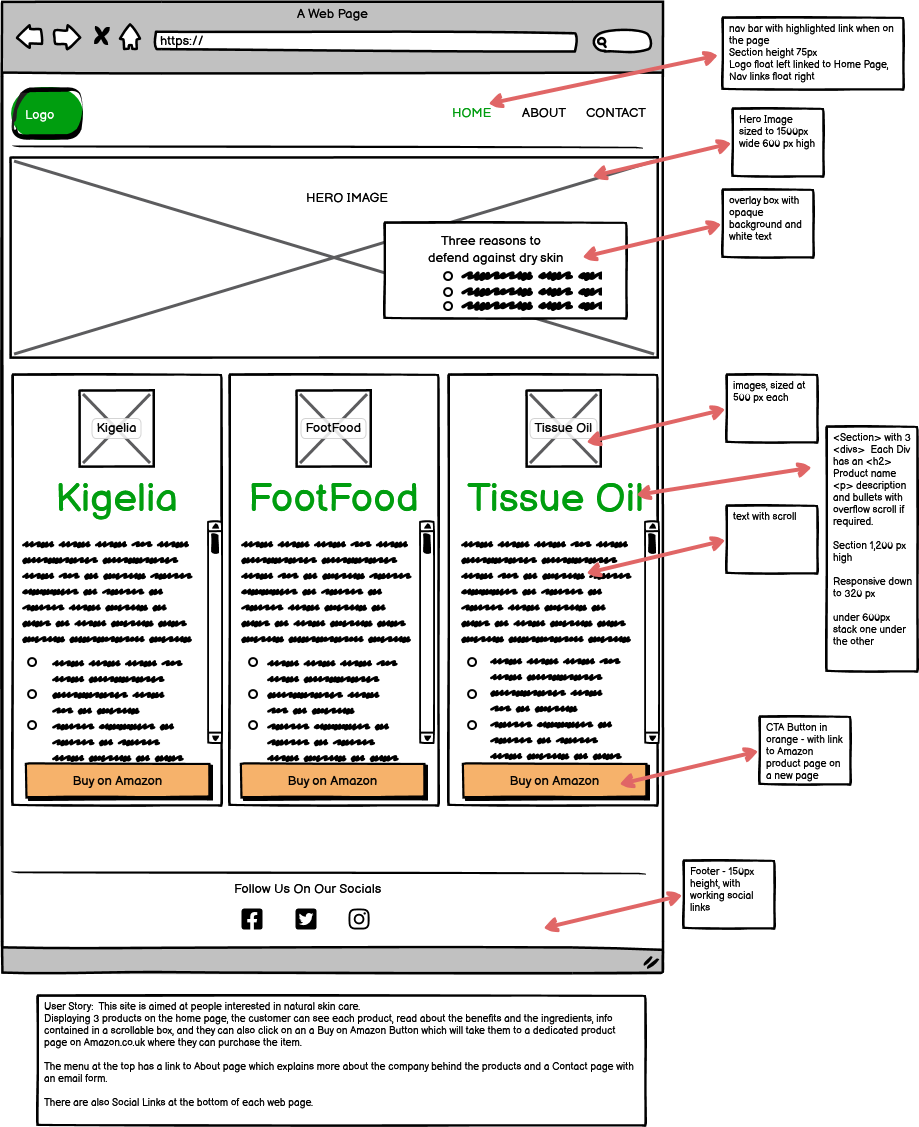 A Web Page
https://
Logo
HOME ABOUT CONTACT
HERO IMAGE
Three reasons to
defend against dry skin
Kigelia
FootFood
Tissue Oil
Kigelia
FootFood
Tissue Oil
Buy on Amazon
Buy on Amazon
Buy on Amazon
Follow Us On Our Socials
nav bar with highlighted link when on
the page
Section height 75px
Logo float left linked to Home Page,
Nav links float right
Hero Image
sized to 1500px
wide 600 px high
overlay box with
opaque
background and
white text
images, sized at
500 px each
<Section> with 3
<divs>  Each Div
has an <h2>
Product name
<p> description
and bullets with
overflow scroll if
required.
Section 1,200 px
high
Responsive down
to 320 px
under 600px
stack one under
the other
text with scroll
CTA Button in
orange - with link
to Amazon
product page on
a new page
Footer - 150px
height, with
working social
links
User Story:  This site is aimed at people interested in natural skin care.
Displaying 3 products on the home page, the customer can see each product, read about the benefits and the ingredients, info
contained in a scrollable box, and they can also click on an a Buy on Amazon Button which will take them to a dedicated product
page on Amazon.co.uk where they can purchase the item.
The menu at the top has a link to About page which explains more about the company behind the products and a Contact page with
an email form.
There are also Social Links at the bottom of each web page.